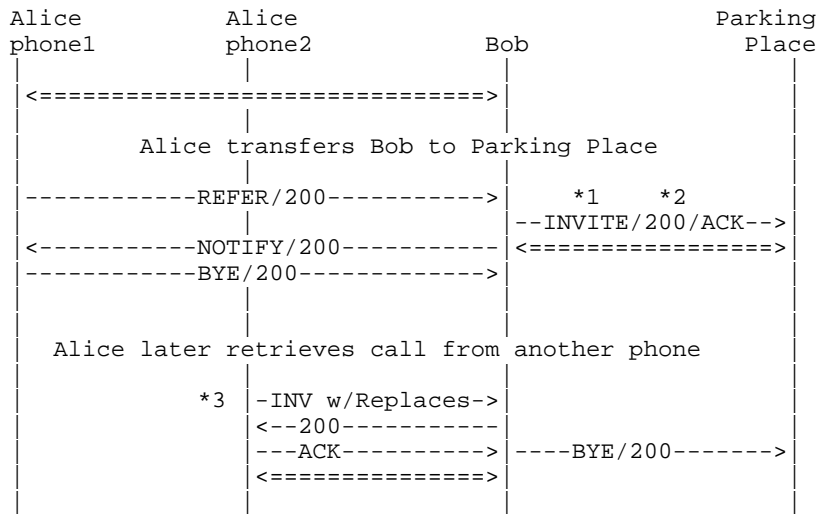 Alice Alice Parking
phone1 phone2 Bob Place
| | | |
|<===============================>| |
| | | |
| Alice transfers Bob to Parking Place |
| | | |
|------------REFER/200----------->| *1 *2 |
| | |--INVITE/200/ACK-->|
|<-----------NOTIFY/200-----------|<=================>|
|------------BYE/200------------->| |
| | | |
| | | |
| Alice later retrieves call from another phone |
| | | |
| *3 |-INV w/Replaces->| |
| |<--200-----------| |
| |---ACK---------->|----BYE/200------->|
| |<===============>| |
| | | |